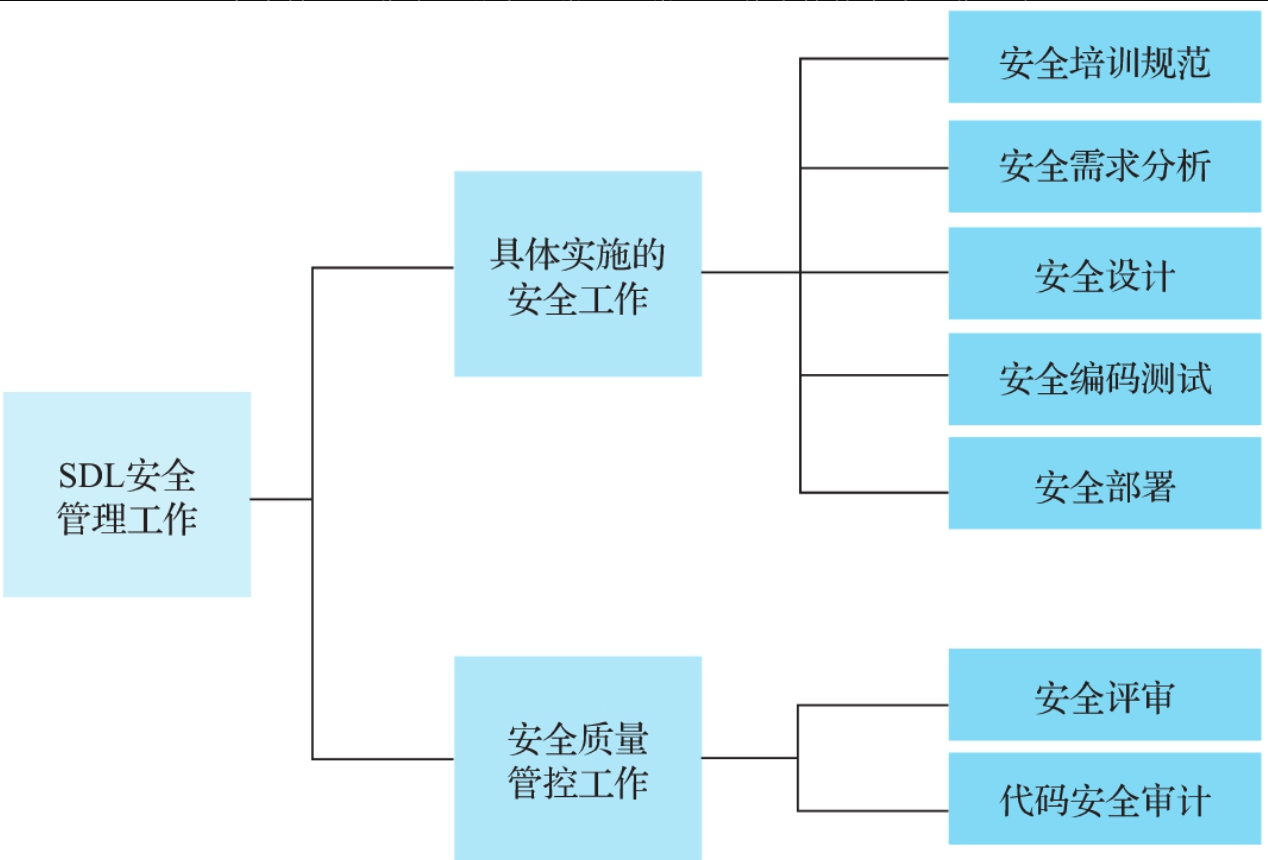 安全培训规范
安全需求分析
具体实施的
安全工作
安全设计
安全编码测试
安全部署
SDL安全
管理工作
安全质量
管控工作
安全评审
代码安全审计